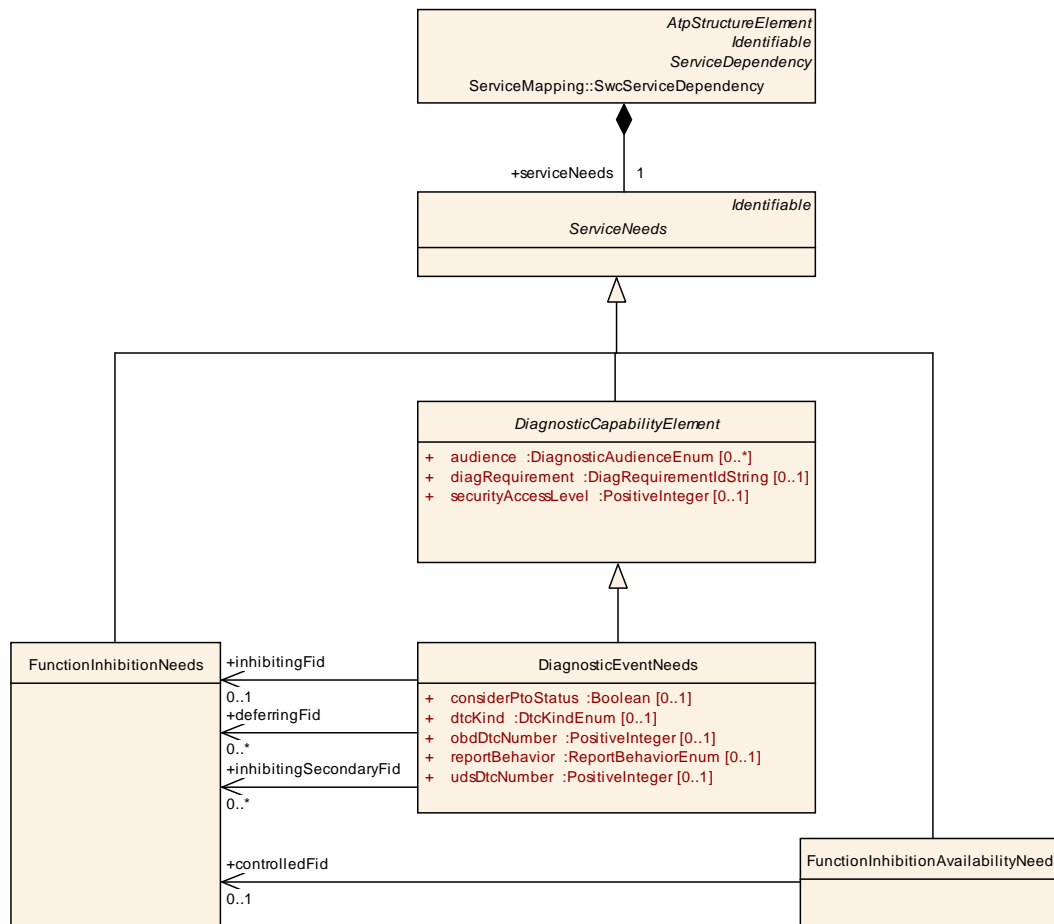 AtpStructureElement
Identifiable
ServiceDependency
ServiceMapping::SwcServiceDependency
+serviceNeeds 1
Identifiable
ServiceNeeds
DiagnosticCapabilityElement
+ audience :DiagnosticAudienceEnum [0..*]
+ diagRequirement :DiagRequirementIdString [0..1]
+ securityAccessLevel :PositiveInteger [0..1]
FunctionInhibitionNeeds
+inhibitingFid
0..1
+deferringFid
0..*
+inhibitingSecondaryFid
0..*
DiagnosticEventNeeds
+ considerPtoStatus :Boolean [0..1]
+ dtcKind :DtcKindEnum [0..1]
+ obdDtcNumber :PositiveInteger [0..1]
+ reportBehavior :ReportBehaviorEnum [0..1]
+ udsDtcNumber :PositiveInteger [0..1]
+controlledFid
0..1
FunctionInhibitionAvailabilityNeed